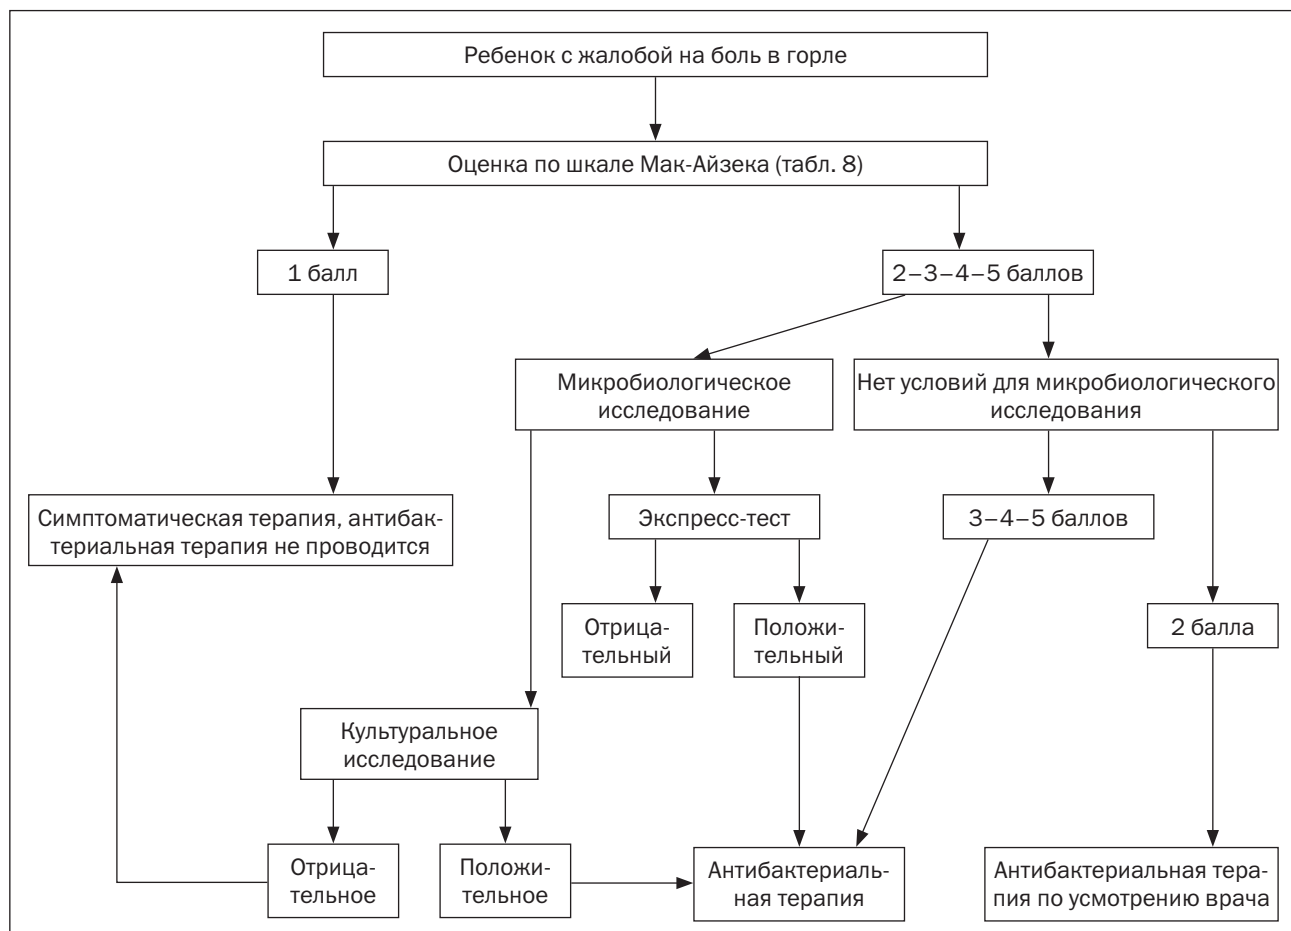 Ребенок с жалобой на боль в горле
Оценка по шкале Мак-Айзека (табл. 8)
1 балл
2–3–4–5 баллов
Микробиологическое
исследование
Нет условий для микробиологического
исследования
Симптоматическая терапия, антибак-
териальная терапия не проводится
Экспресс-тест
3–4–5 баллов
Отрица-
тельный
Положи-
тельный
2 балла
Культуральное
исследование
Отрица-
тельное
Положи-
тельное
Антибактериаль-
ная терапия
Антибактериальная тера-
пия по усмотрению врача